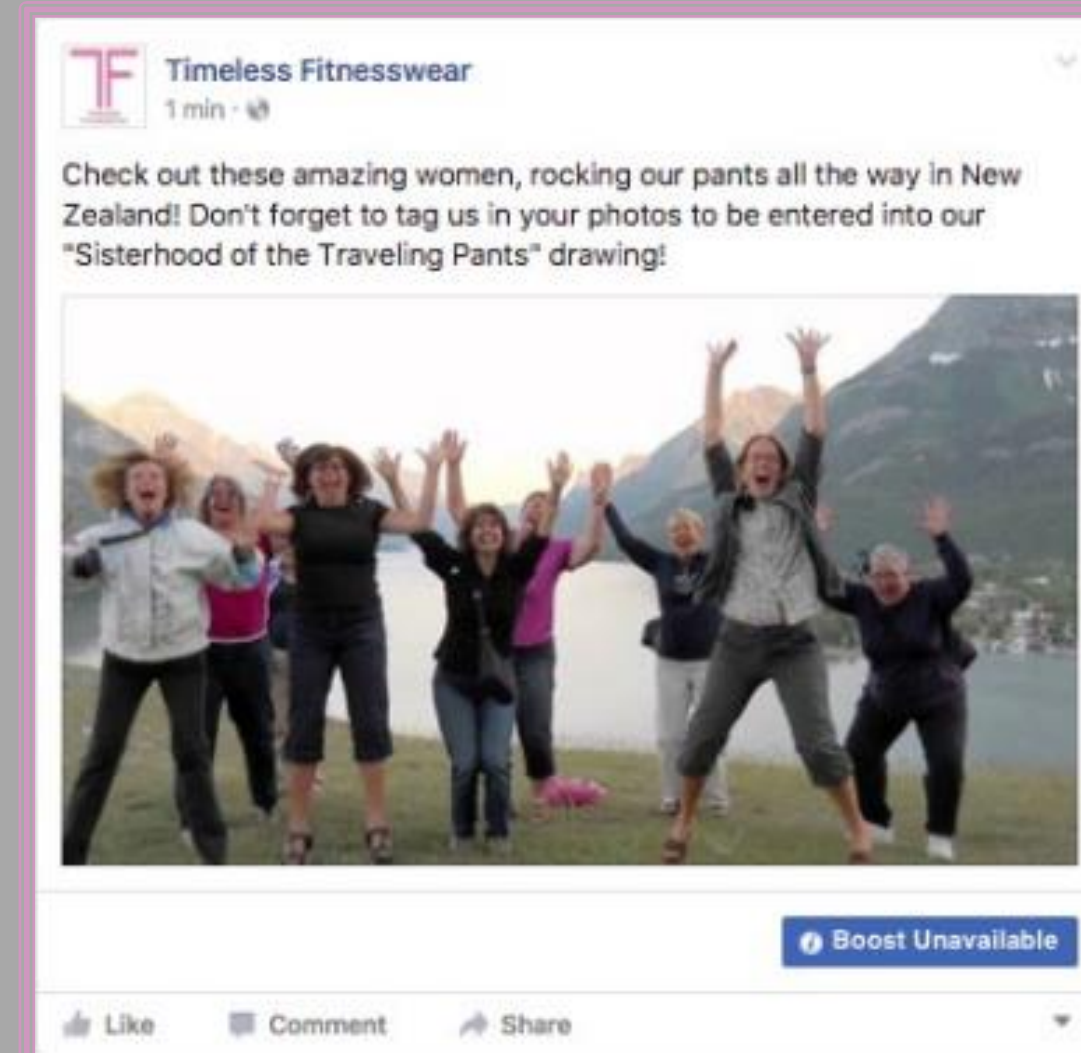 TF
Timeless Fitnesswear
1 min ·
Check out these amazing women, rocking our pants all the way in New
Zealand! Don't forget to tag us in your photos to be entered into our
"Sisterhood of the Traveling Pants" drawing!
Boost Unavailable
Like Comment Share